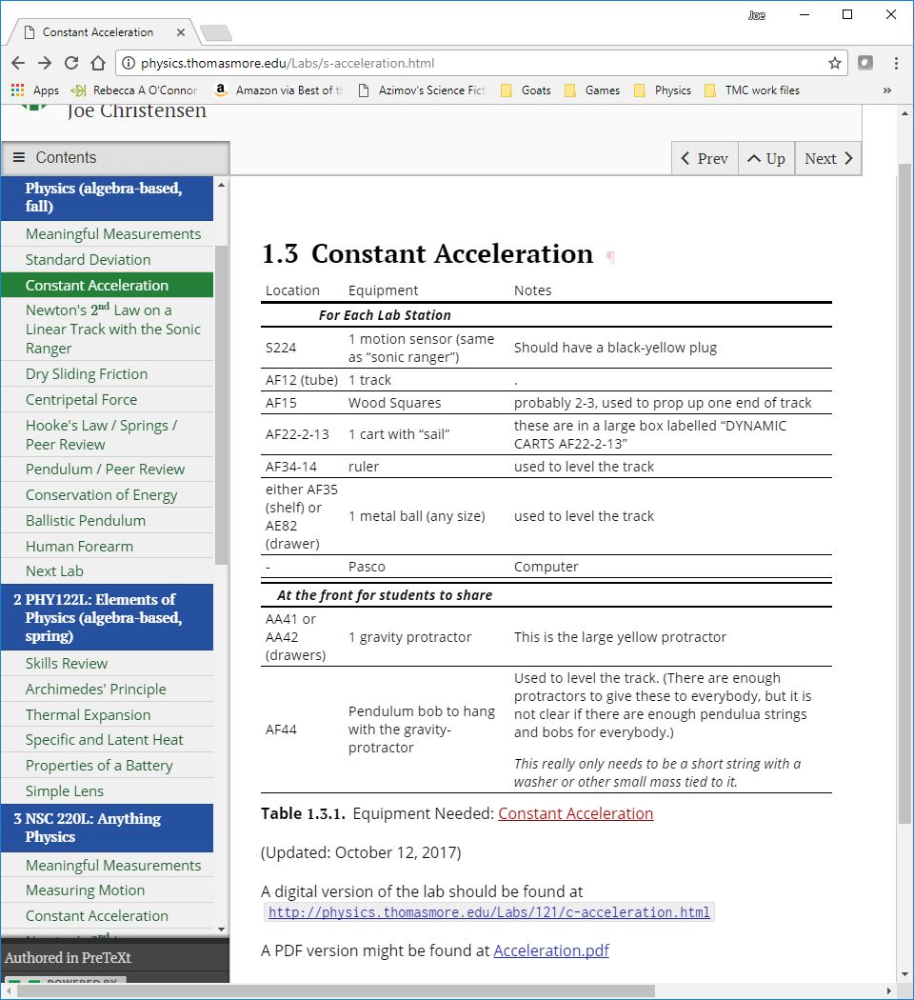 Joe
Constant Acceleration
physics.thomasmore.edu/Labs/s-acceleration.html
Apps Rebecca A O'Connor Amazon via Best of th Azimov's Science Fict Goats Games Physics TMC work files »
Joe Christensen
Contents
Prev Up Next
Physics (algebra-based,
fall)
Meaningful Measurements
Standard Deviation
Constant Acceleration
Newton's 2nd Law on a
Linear Track with the Sonic
Ranger
Dry Sliding Friction
Centripetal Force
Hooke's Law / Springs /
Peer Review
Pendulum / Peer Review
Conservation of Energy
Ballistic Pendulum
Human Forearm
Next Lab
2 PHY122L: Elements of
Physics (algebra-based,
spring)
Skills Review
Archimedes' Principle
Thermal Expansion
Specific and Latent Heat
Properties of a Battery
Simple Lens
3 NSC 220L: Anything
Physics
Meaningful Measurements
Measuring Motion
Constant Acceleration
Authored in PreTeXt
POWERED BY
1.3 Constant Acceleration ¶
Location Equipment Notes
For Each Lab Station
S224 1 motion sensor (same
as “sonic ranger”) Should have a black-yellow plug
AF12 (tube) 1 track .
AF15 Wood Squares probably 2-3, used to prop up one end of track
AF22-2-13 1 cart with “sail” these are in a large box labelled “DYNAMIC
CARTS AF22-2-13”
AF34-14 ruler used to level the track
either AF35
(shelf) or
AE82
(drawer) 1 metal ball (any size) used to level the track
- Pasco Computer
At the front for students to share
AA41 or
AA42
(drawers) 1 gravity protractor This is the large yellow protractor
AF44 Pendulum bob to hang
with the gravity-
protractor
Used to level the track. (There are enough
protractors to give these to everybody, but it is
not clear if there are enough pendulua strings
and bobs for everybody.)
This really only needs to be a short string with a
washer or other small mass tied to it.
Table 1.3.1. Equipment Needed: Constant Acceleration
(Updated: October 12, 2017)
A digital version of the lab should be found at
http://physics.thomasmore.edu/Labs/121/c-acceleration.html
A PDF version might be found at Acceleration.pdf